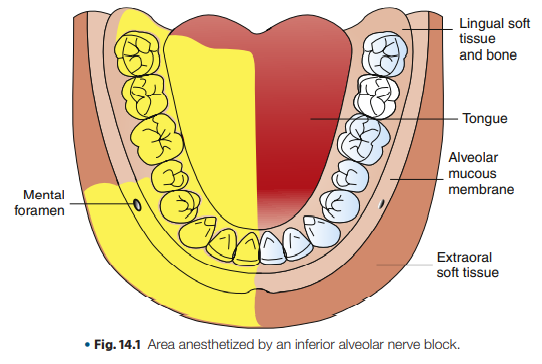 Lingual soft
tissue
and bone
Tongue
Alveolar
mucous
membrane
Mental
foramen
Extraoral
soft tissue
• Fig. 14.1 Area anesthetized by an inferior alveolar nerve block.